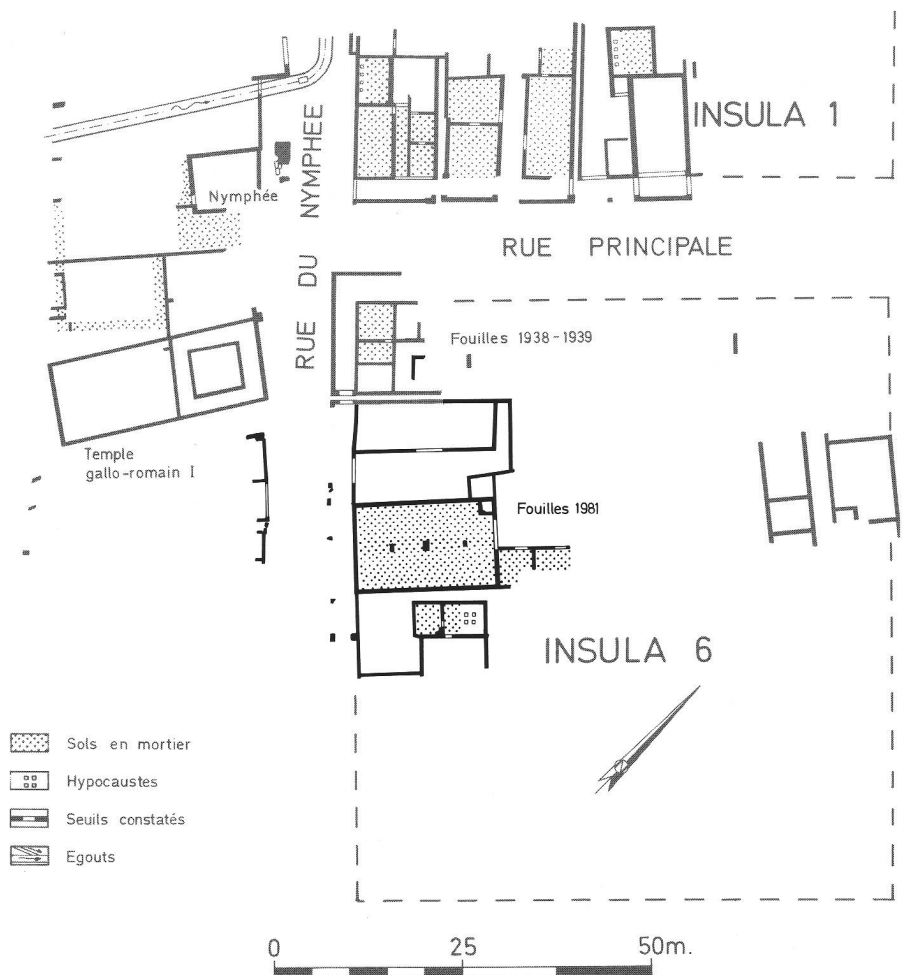 INSULA 1
RUE DU NYMPHEE
Nymphée
RUE PRINCIPALE
Fouilles 1938-1939
Temple
gallo-romain I
Fouilles 1981
INSULA 6
Sols en mortier
Hypocaustes
Seuils constatés
Egouts
0 25 50m.